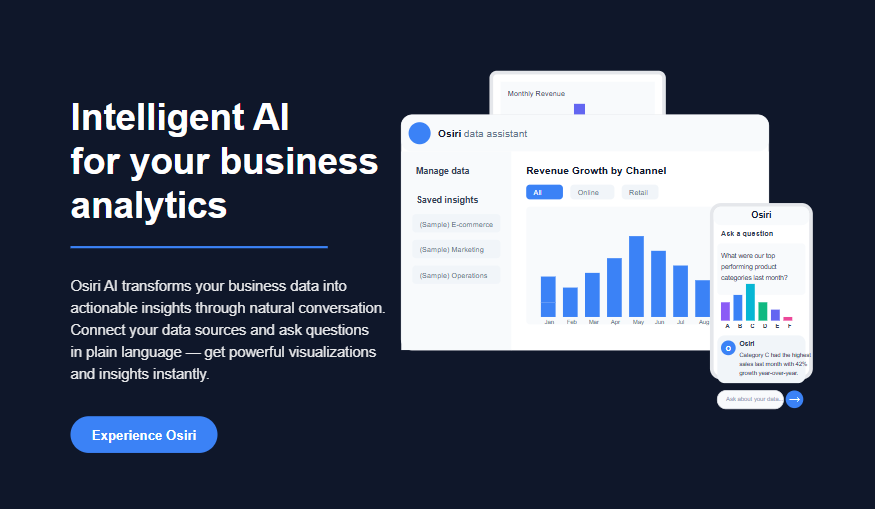 Intelligent AI
for your business
analytics
Osiri AI transforms your business data into
actionable insights through natural conversation.
Connect your data sources and ask questions
in plain language — get powerful visualizations
and insights instantly.
Experience Osiri
Monthly Revenue
Osiri data assistant
Manage data
Saved insights
(Sample) E-commerce
(Sample) Marketing
(Sample) Operations
Revenue Growth by Channel
All Online Retail
Jan Feb Mar Apr May Jun Jul Aug
Osiri
Ask a question
What were our top
performing product
categories last month?
A B C D E F
O
Osiri
Category C had the highest
sales last month with 42%
growth year-over-year.
Ask about your data...